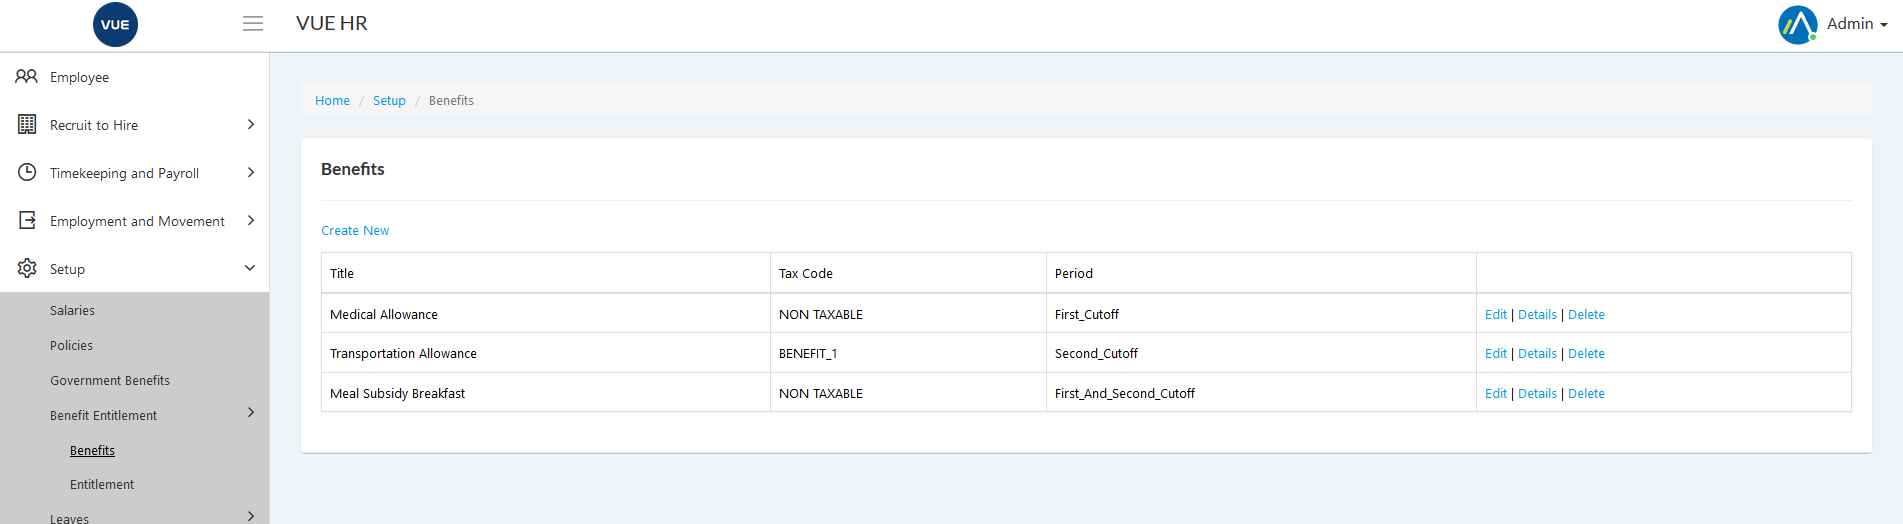 VUE
VUE HR
Admin
Employee
Recruit to Hire
Timekeeping and Payroll
Employment and Movement
Setup
Salaries
Policies
Government Benefits
Benefit Entitlement
Benefits
Entitlement
Leaves
Home / Setup / Benefits
Benefits
Create New
Title Tax Code Period
Medical Allowance NON TAXABLE First_Cutoff Edit | Details | Delete
Transportation Allowance BENEFIT_1 Second_Cutoff Edit | Details | Delete
Meal Subsidy Breakfast NON TAXABLE First_And_Second_Cutoff Edit | Details | Delete